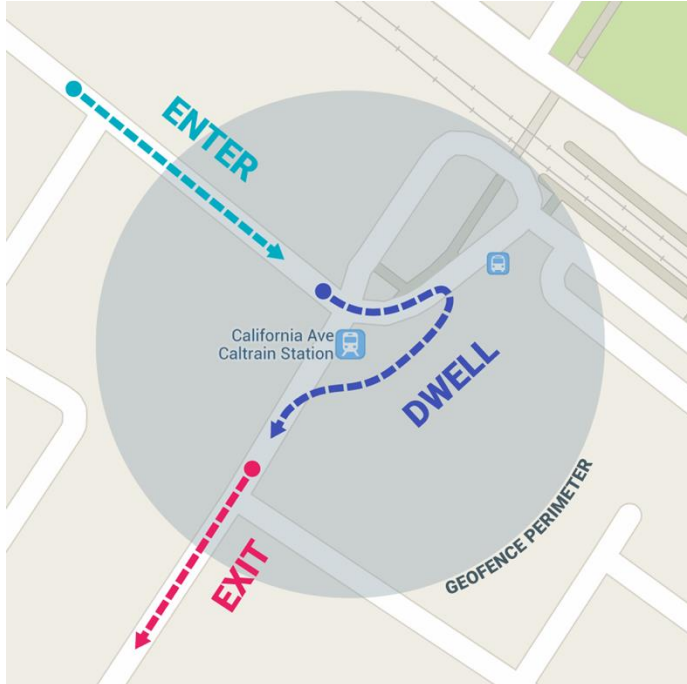 ENTER
California Ave
Caltrain Station
DWELL
GEOFENCE PERIMETER
EXIT